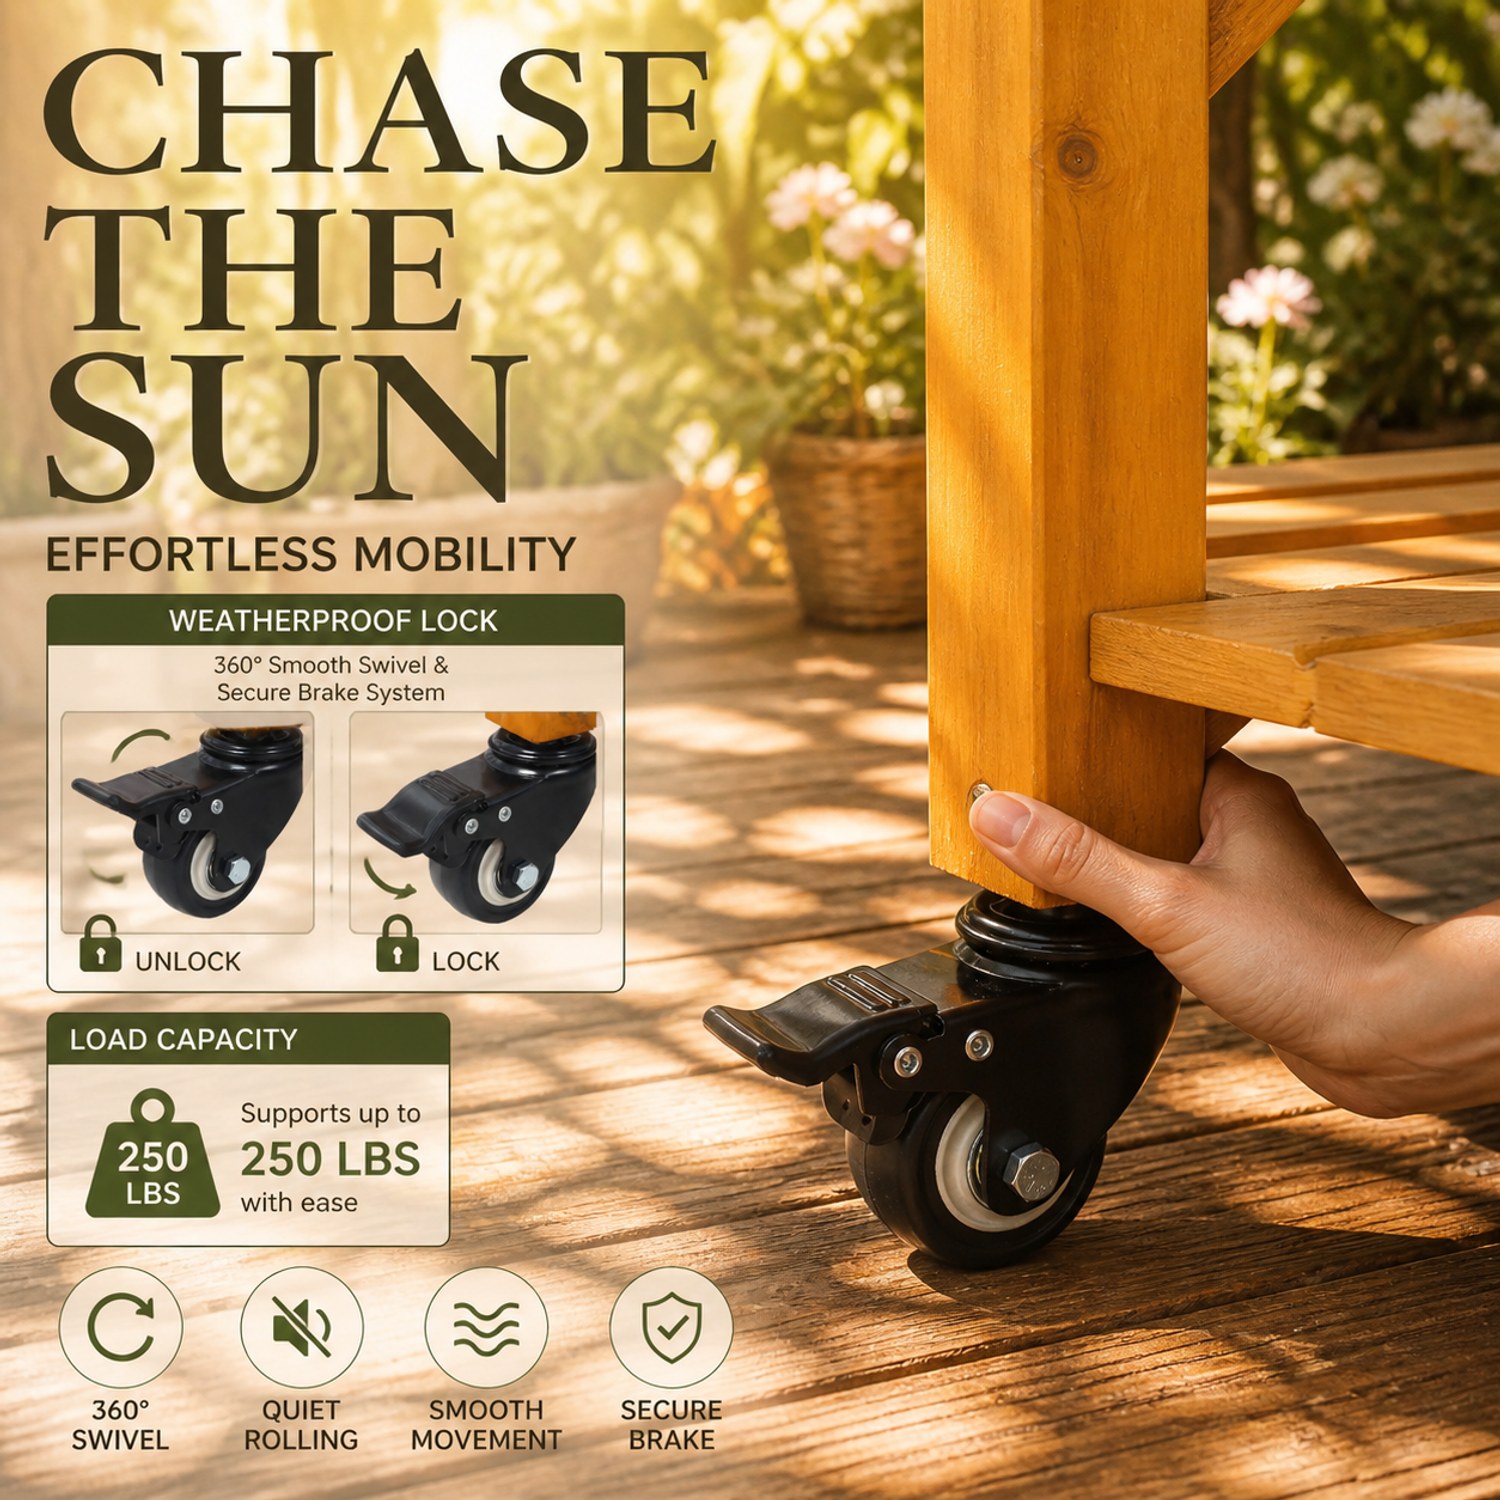 CHASE
THE
SUN
EFFORTLESS MOBILITY
WEATHERPROOF LOCK
360° Smooth Swivel &
Secure Brake System
UNLOCK
LOCK
LOAD CAPACITY
250
LBS
Supports up to
250 LBS
with ease
360°
SWIVEL
QUIET
ROLLING
SMOOTH
MOVEMENT
SECURE
BRAKE